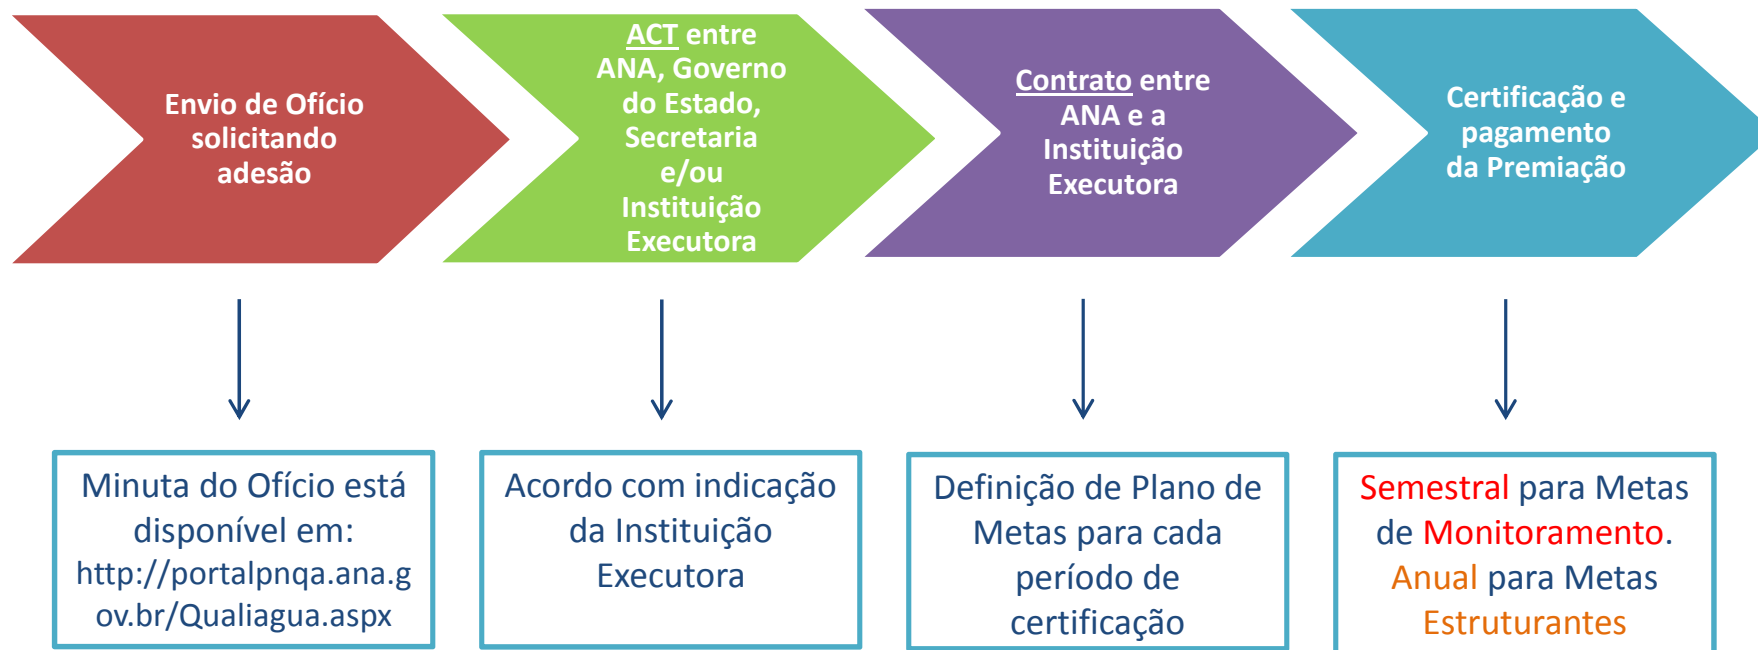 Envio de Ofício
solicitando
adesão
ACT entre
ANA, Governo
do Estado,
Secretaria
e/ou
Instituição
Executora
Contrato entre
ANA e a
Instituição
Executora
Certificação e
pagamento
da Premiação
Minuta do Ofício está
disponível em:
http://portalpnqa.ana.g
ov.br/Qualiagua.aspx
Acordo com indicação
da Instituição
Executora
Definição de Plano de
Metas para cada
período de
certificação
Semestral para Metas
de Monitoramento.
Anual para Metas
Estruturantes